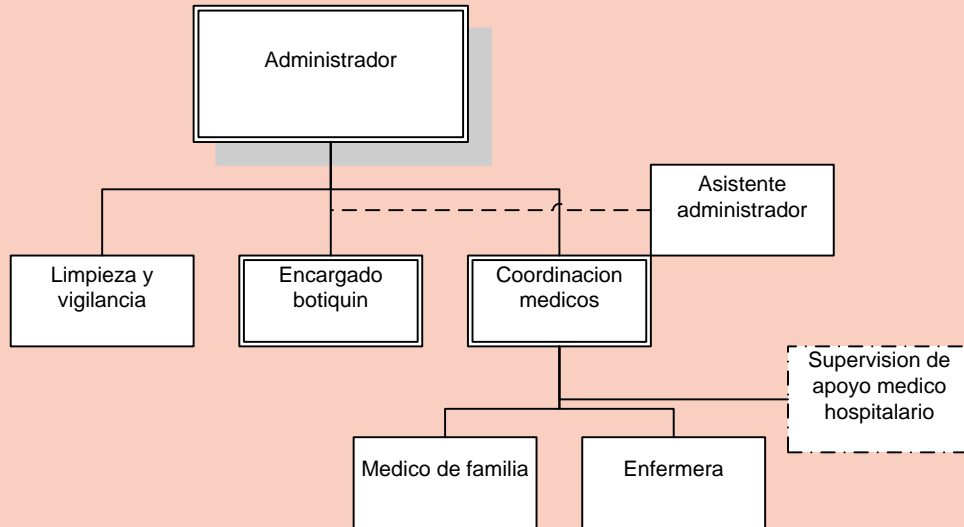 Administrador
Asistente
administrador
Limpieza y
vigilancia
Encargado
botiquin
Coordinacion
medicos
Supervision de
apoyo medico
hospitalario
Medico de familia
Enfermera